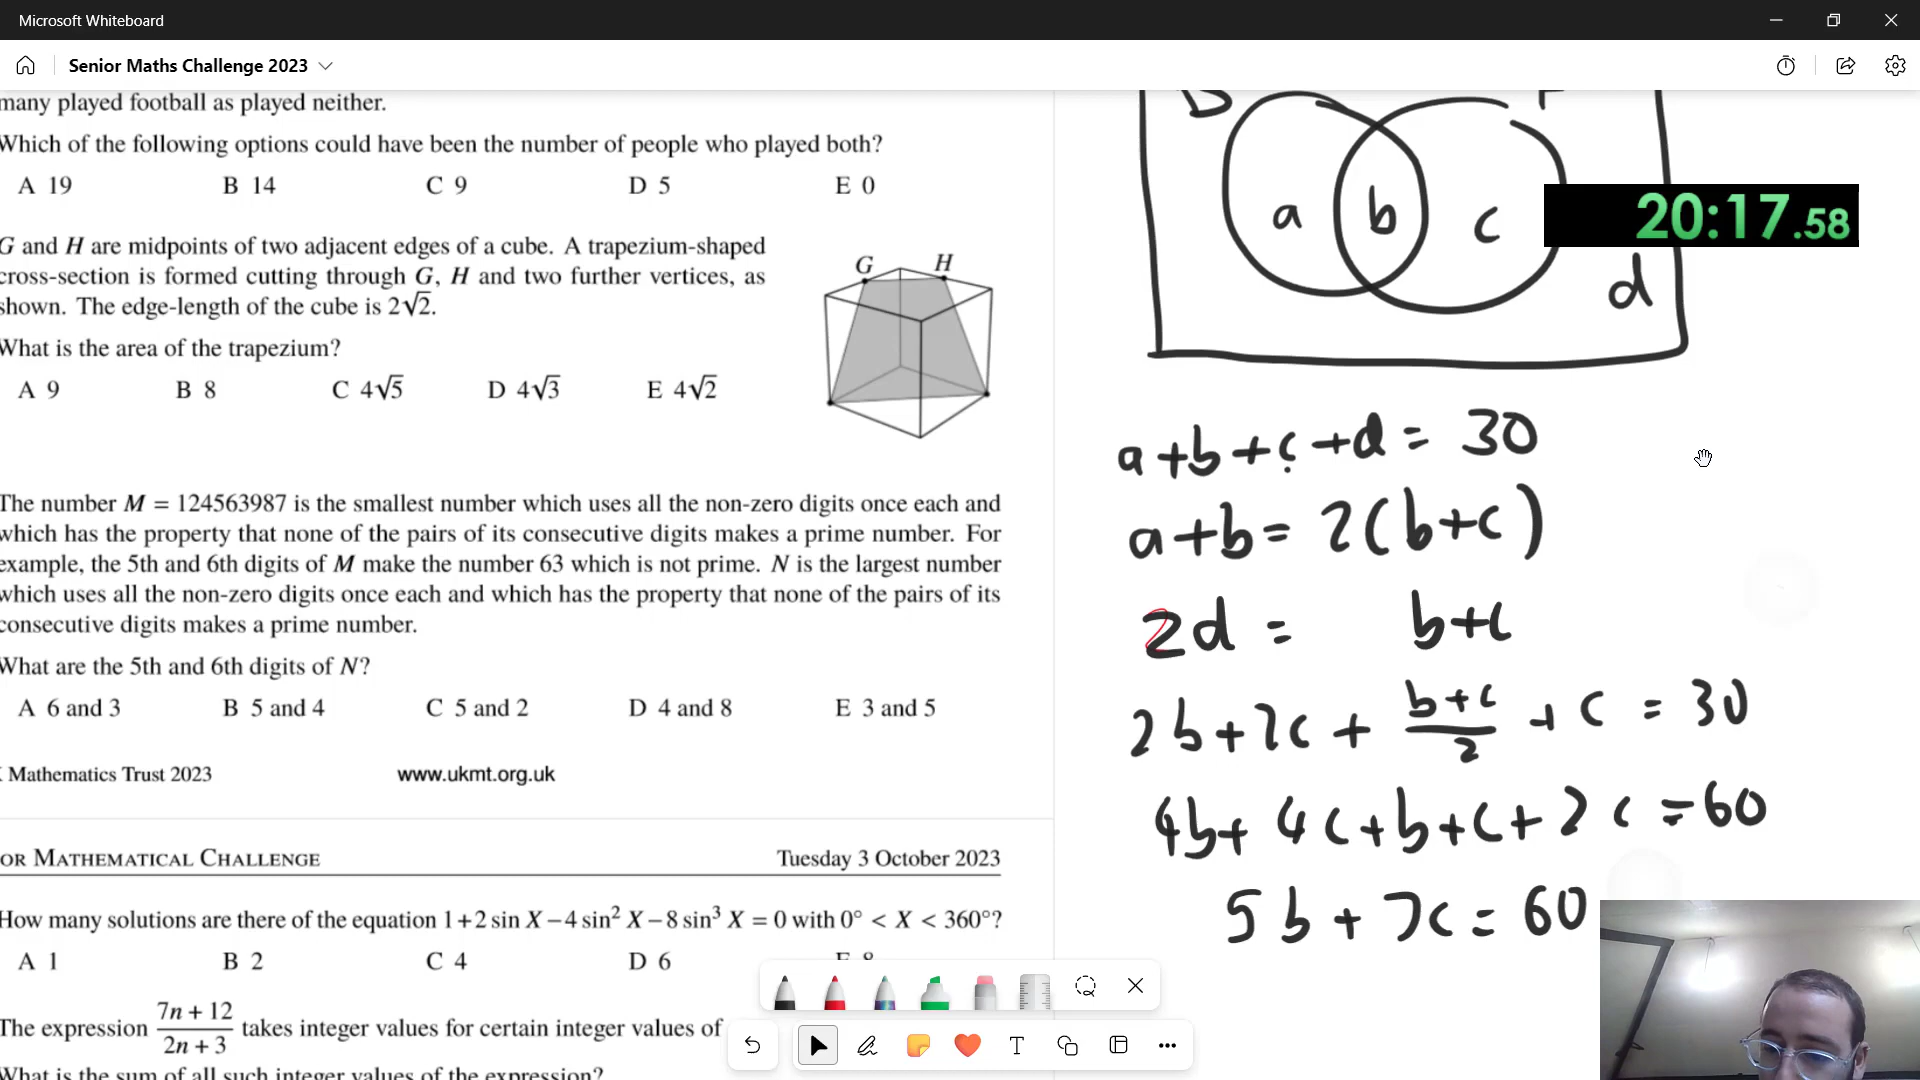 Microsoft Whiteboard
Senior Maths Challenge 2023
many played football as played neither.
Which of the following options could have been the number of people who played both?
A 19 B 14 C 9 D 5 E 0
G and H are midpoints of two adjacent edges of a cube. A trapezium-shaped
cross-section is formed cutting through G, H and two further vertices, as
shown. The edge-length of the cube is 2√2.
What is the area of the trapezium?
A 9 B 8 C 4√5 D 4√3 E 4√2
G H
The number M = 124563987 is the smallest number which uses all the non-zero digits once each and
which has the property that none of the pairs of its consecutive digits makes a prime number. For
example, the 5th and 6th digits of M make the number 63 which is not prime. N is the largest number
which uses all the non-zero digits once each and which has the property that none of the pairs of its
consecutive digits makes a prime number.
What are the 5th and 6th digits of N?
A 6 and 3 B 5 and 4 C 5 and 2 D 4 and 8 E 3 and 5
Mathematics Trust 2023 www.ukmt.org.uk
OR MATHEMATICAL CHALLENGE Tuesday 3 October 2023
How many solutions are there of the equation 1+2 sin X−4 sin² X−8 sin³ X = 0 with 0° < X < 360°?
A 1 B 2 C 4 D 6
The expression (7n + 12)/(2n + 3) takes integer values for certain integer values of
What is the sum of all such integer values of the expression?
a b c
d
20:17.58
a+b+c+d = 30
a+b = 2(b+c)
2d = b+c
2b+2c + (b+c)/2 + c = 30
4b+ 4c+b+c+2c =60
5b + 7c = 60
T